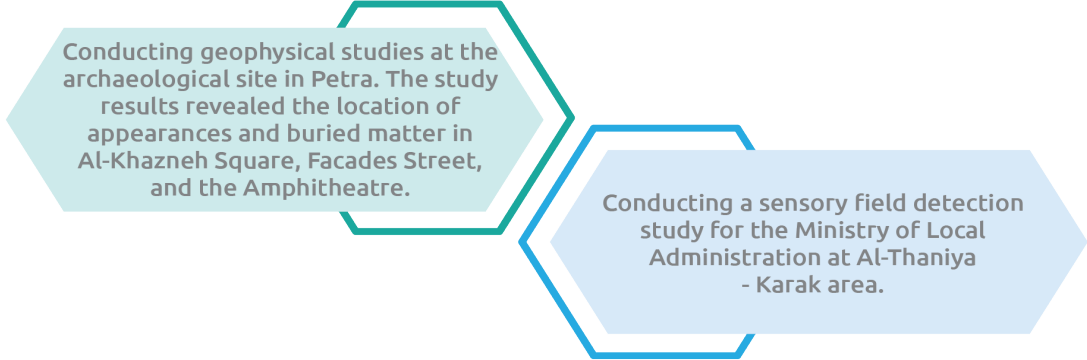 Conducting geophysical studies at the
archaeological site in Petra. The study
results revealed the location of
appearances and buried matter in
Al-Khazneh Square, Facades Street,
and the Amphitheatre.
Conducting a sensory field detection
study for the Ministry of Local
Administration at Al-Thaniya
- Karak area.